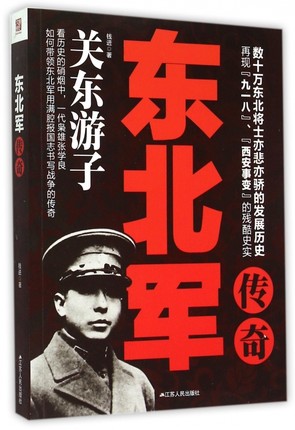 东北军
传奇
钱进
著
东北军
传奇
数十万东北将士亦悲亦骄的发展历史
再现『九一八』、『西安事变』的残酷史实
关东游子
钱进◎著
看历史的硝烟中，一代枭雄张学良
如何带领东北军用满腔报国志书写战争的传奇
江苏人民出版社